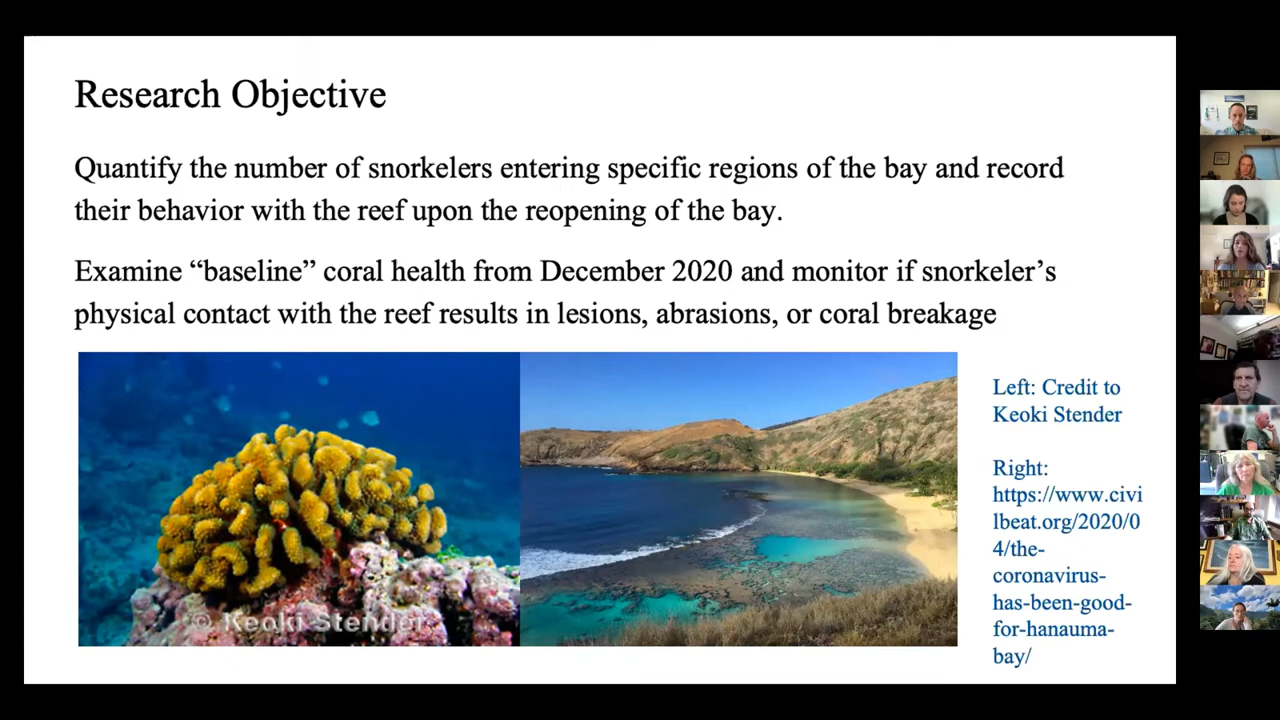 Research Objective
Quantify the number of snorkelers entering specific regions of the bay and record
their behavior with the reef upon the reopening of the bay.
Examine “baseline” coral health from December 2020 and monitor if snorkeler’s
physical contact with the reef results in lesions, abrasions, or coral breakage
Left: Credit to
Keoki Stender
Right:
https://www.civi
lbeat.org/2020/0
4/the-
coronavirus-
has-been-good-
for-hanauma-
bay/
© Keoki Stender